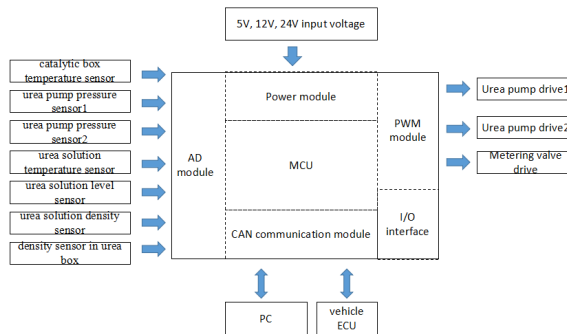 5V, 12V, 24V input voltage
catalytic box
temperature sensor
urea pump pressure
sensor1
urea pump pressure
sensor2
urea solution
temperature sensor
urea solution level
sensor
urea solution density
sensor
density sensor in urea
box
AD
module
Power module
MCU
CAN communication module
PWM
module
I/O
interface
Urea pump drive1
Urea pump drive2
Metering valve
drive
PC
vehicle
ECU